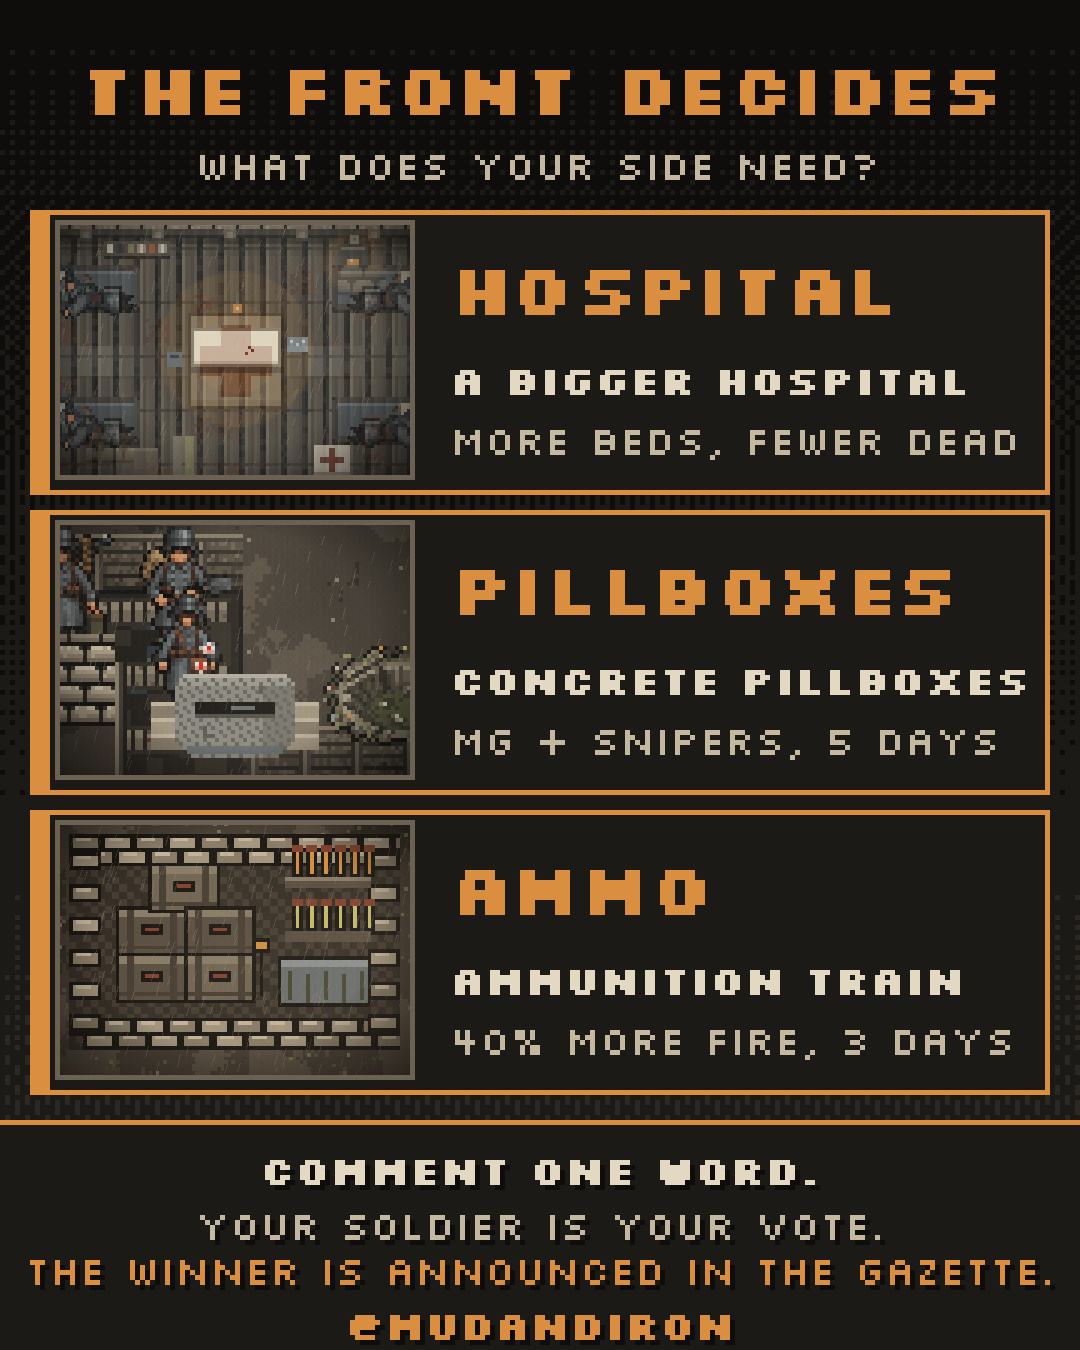 THE FRONT DECIDES
WHAT DOES YOUR SIDE NEED?
HOSPITAL
A BIGGER HOSPITAL
MORE BEDS, FEWER DEAD
PILLBOXES
CONCRETE PILLBOXES
MG + SNIPERS, 5 DAYS
AMMO
AMMUNITION TRAIN
40% MORE FIRE, 3 DAYS
COMMENT ONE WORD.
YOUR SOLDIER IS YOUR VOTE.
THE WINNER IS ANNOUNCED IN THE GAZETTE.
@MUDANDIRON